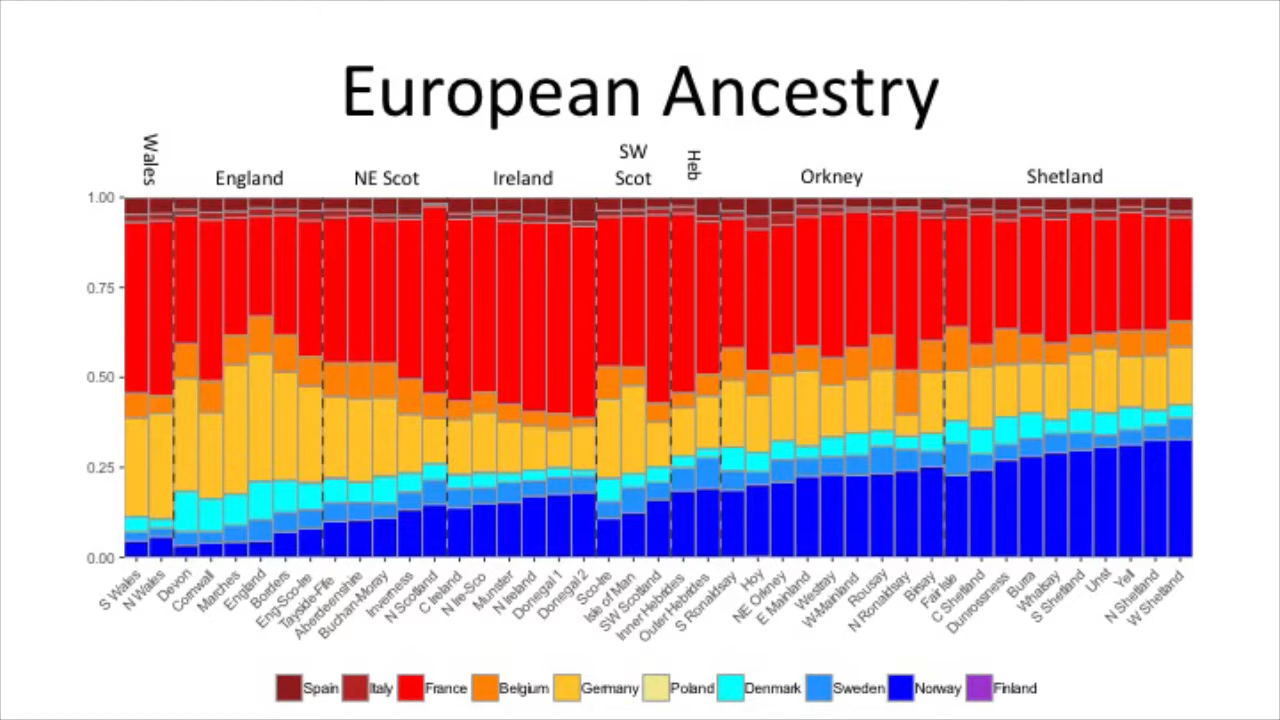 European Ancestry
Wales
England
NE Scot
Ireland
SW
Scot
Heb
Orkney
Shetland
1.00
0.75
0.50
0.25
0.00
S Wales
N Wales
Devon
Cornwall
Marches
England
Borders
Eng-Sco-Ire
Tayside-Fife
Aberdeenshire
Buchan-Moray
Inverness
N Scotland
C Ireland
N Ire-Sco
Munster
N Ireland
Donegal 1
Donegal 2
Sco-Ire
Isle of Man
SW Scotland
Inner Hebrides
Outer Hebrides
S Ronaldsay
Hoy
NE Orkney
E Mainland
Westray
W-Mainland
Rousay
N Ronaldsay
Birsay
Fair Isle
C Shetland
Dunrossness
Burra
Whalsay
S Shetland
Unst
Yell
N Shetland
W Shetland
Spain Italy France Belgium Germany Poland Denmark Sweden Norway Finland